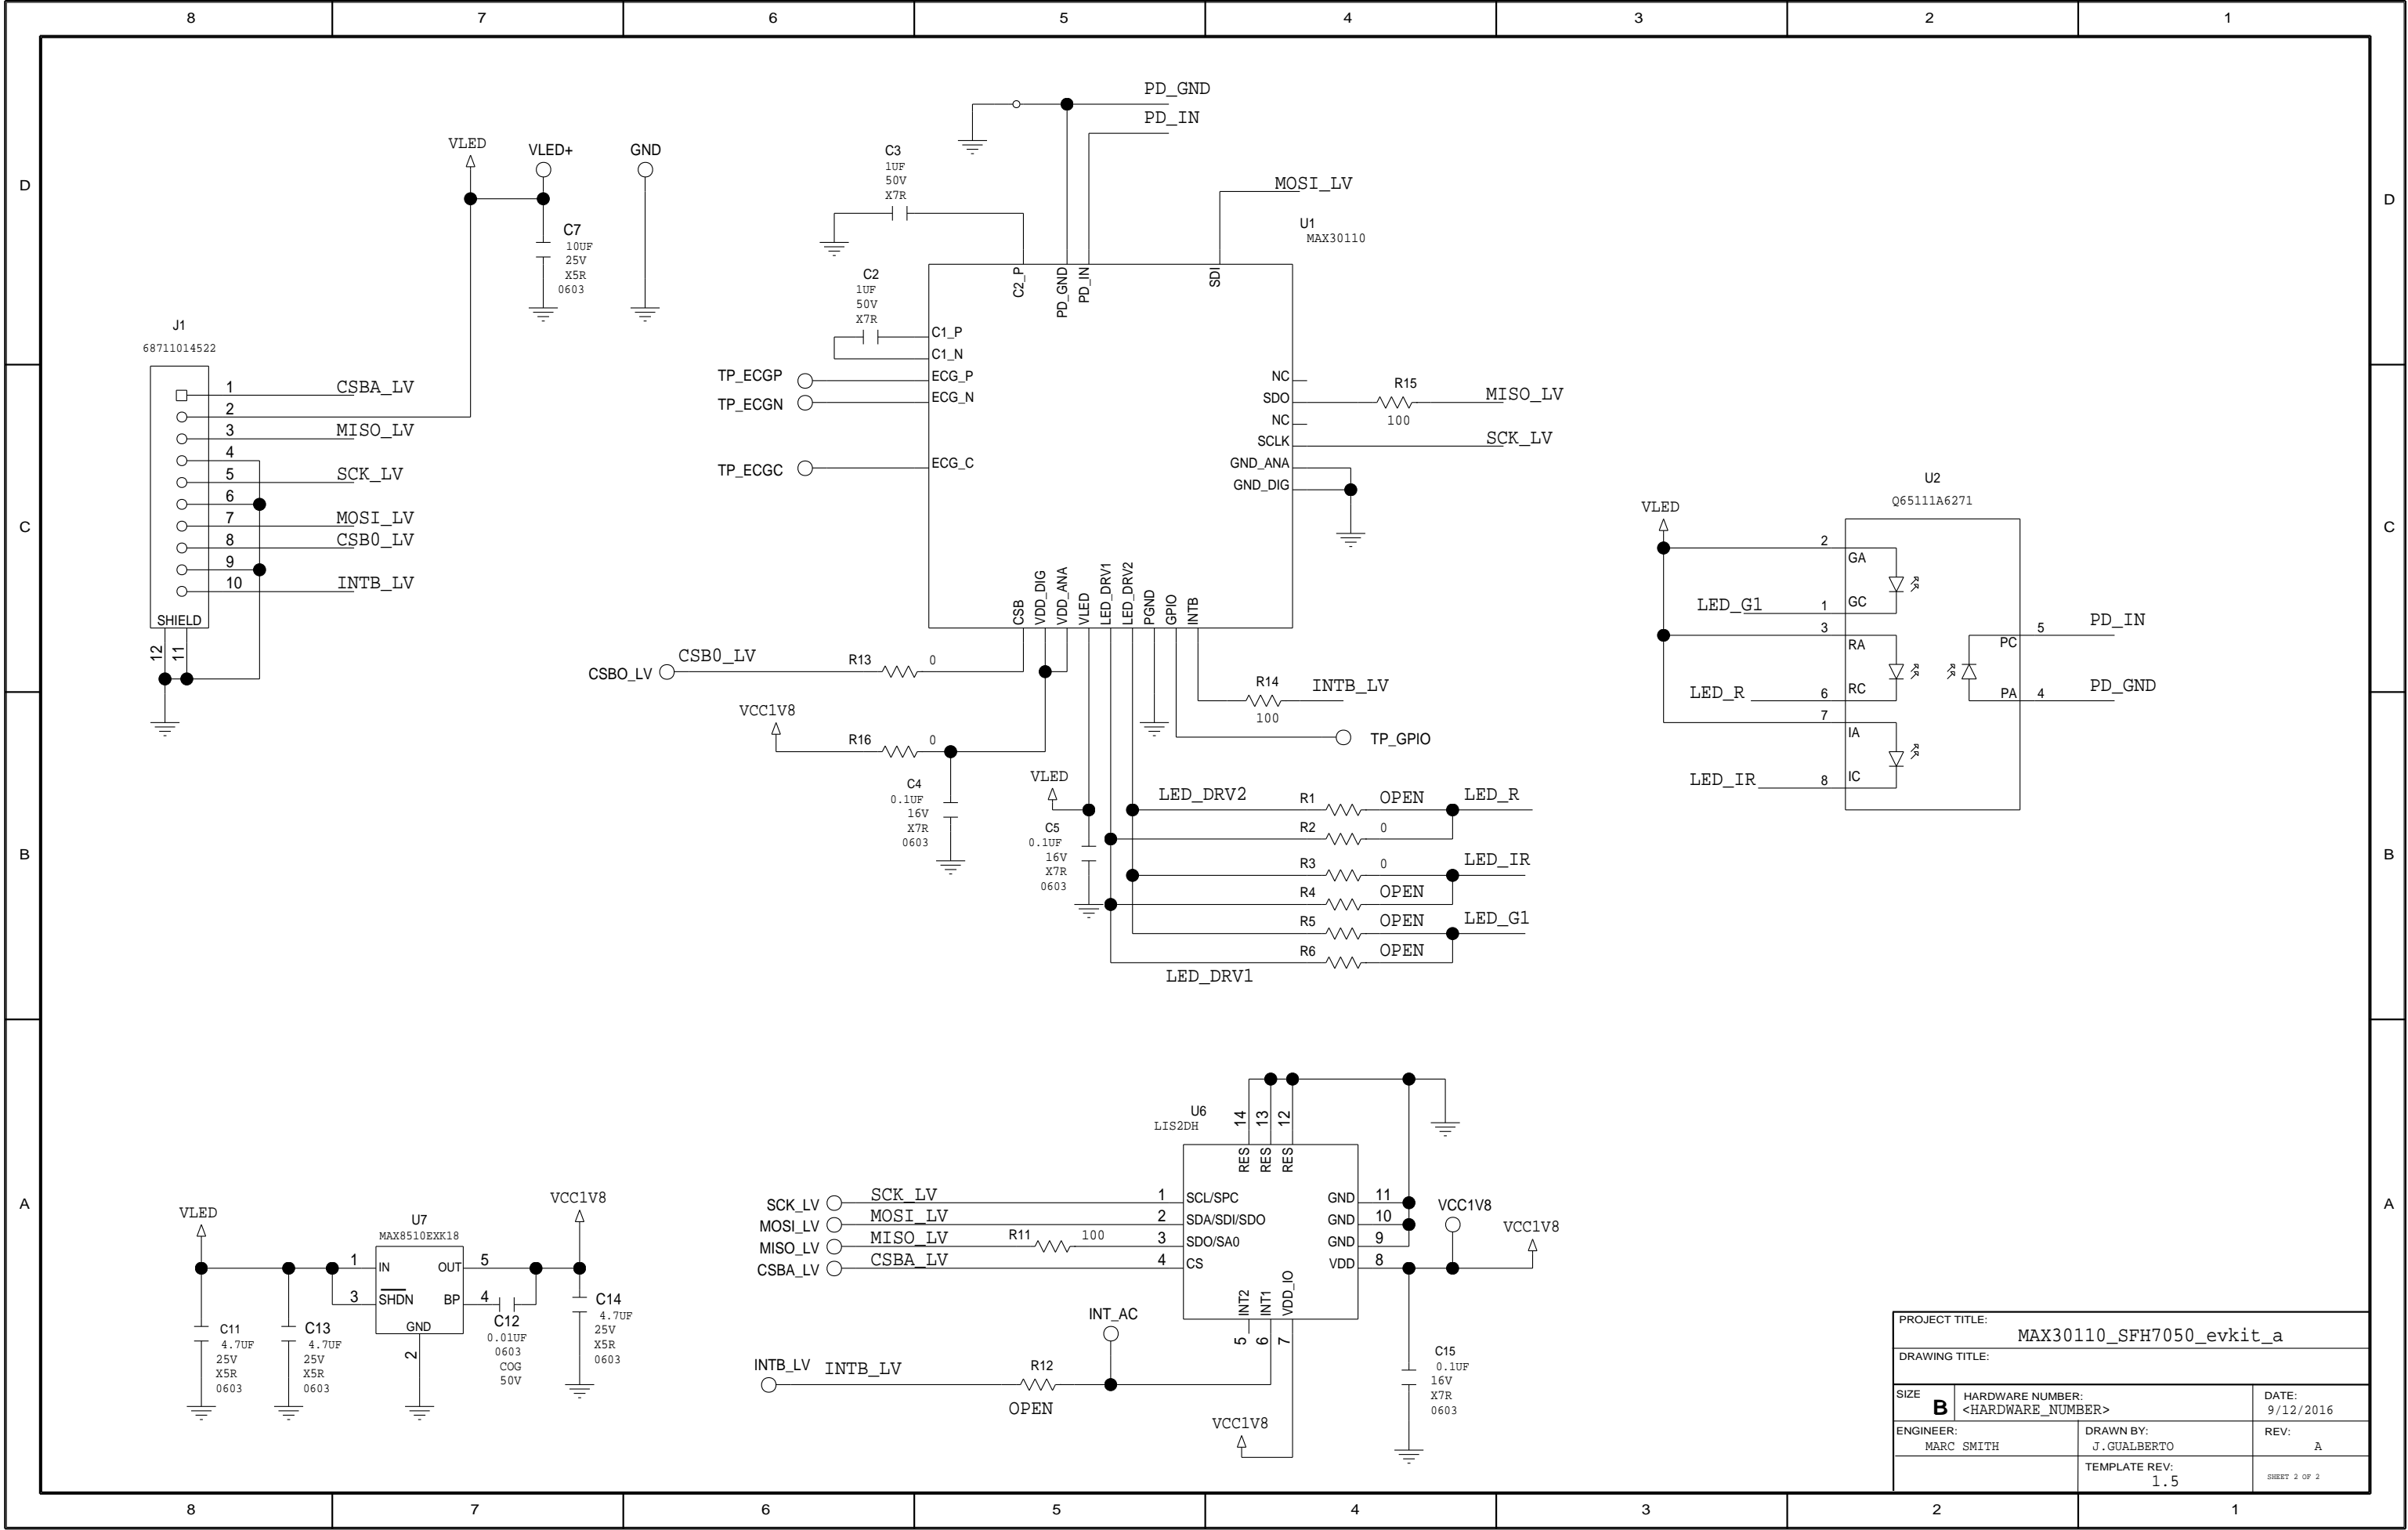 8 7 6 5 4 3 2 1
D
D
C
C
B
B
A
A
PD_GND
PD_IN
VLED
VLED+
GND
C7
10UF
25V
X5R
0603
C3
1UF
50V
X7R
MOSI_LV
U1
MAX30110
C2
1UF
50V
X7R
C2_P
PD_GND
PD_IN
SDI
C1_P
C1_N
ECG_P
ECG_N
ECG_C
TP_ECGP
TP_ECGN
TP_ECGC
NC
SDO
NC
SCLK
GND_ANA
GND_DIG
R15
100
MISO_LV
SCK_LV
CSB
VDD_DIG
VDD_ANA
VLED
LED_DRV1
LED_DRV2
PGND
GPIO
INTB
J1
68711014522
1 CSBA_LV
2
3 MISO_LV
4
5 SCK_LV
6
7 MOSI_LV
8 CSB0_LV
9
10 INTB_LV
SHIELD
12
11
CSBO_LV
CSB0_LV
R13 0
VCC1V8
R16 0
C4
0.1UF
16V
X7R
0603
R14
100
INTB_LV
TP_GPIO
VLED
C5
0.1UF
16V
X7R
0603
LED_DRV2
R1 OPEN LED_R
R2 0
R3 0 LED_IR
R4 OPEN
R5 OPEN LED_G1
R6 OPEN
LED_DRV1
VLED
U2
Q65111A6271
2
GA
LED_G1 1 GC
3
RA
LED_R 6 RC
7
IA
LED_IR 8 IC
PC 5 PD_IN
PA 4 PD_GND
VLED
U7
MAX8510EXK18
1 IN
3 SHDN
OUT 5
BP 4
GND
2
VCC1V8
C11
4.7UF
25V
X5R
0603
C13
4.7UF
25V
X5R
0603
C12
0.01UF
0603
COG
50V
C14
4.7UF
25V
X5R
0603
U6
LIS2DH
14
13
12
RES
RES
RES
SCK_LV SCK_LV 1 SCL/SPC
MOSI_LV MOSI_LV 2 SDA/SDI/SDO
MISO_LV MISO_LV R11 100 3 SDO/SA0
CSBA_LV CSBA_LV 4 CS
GND 11
GND 10
GND 9
VDD 8
INT2
INT1
VDD_IO
5
6
7
VCC1V8
VCC1V8
INT_AC
INTB_LV INTB_LV
R12
OPEN
VCC1V8
C15
0.1UF
16V
X7R
0603
PROJECT TITLE:
MAX30110_SFH7050_evkit_a
DRAWING TITLE:
SIZE
B
HARDWARE NUMBER:
<HARDWARE_NUMBER>
DATE:
9/12/2016
ENGINEER:
MARC SMITH
DRAWN BY:
J.GUALBERTO
REV:
A
TEMPLATE REV:
1.5
SHEET 2 OF 2
8 7 6 5 4 3 2 1